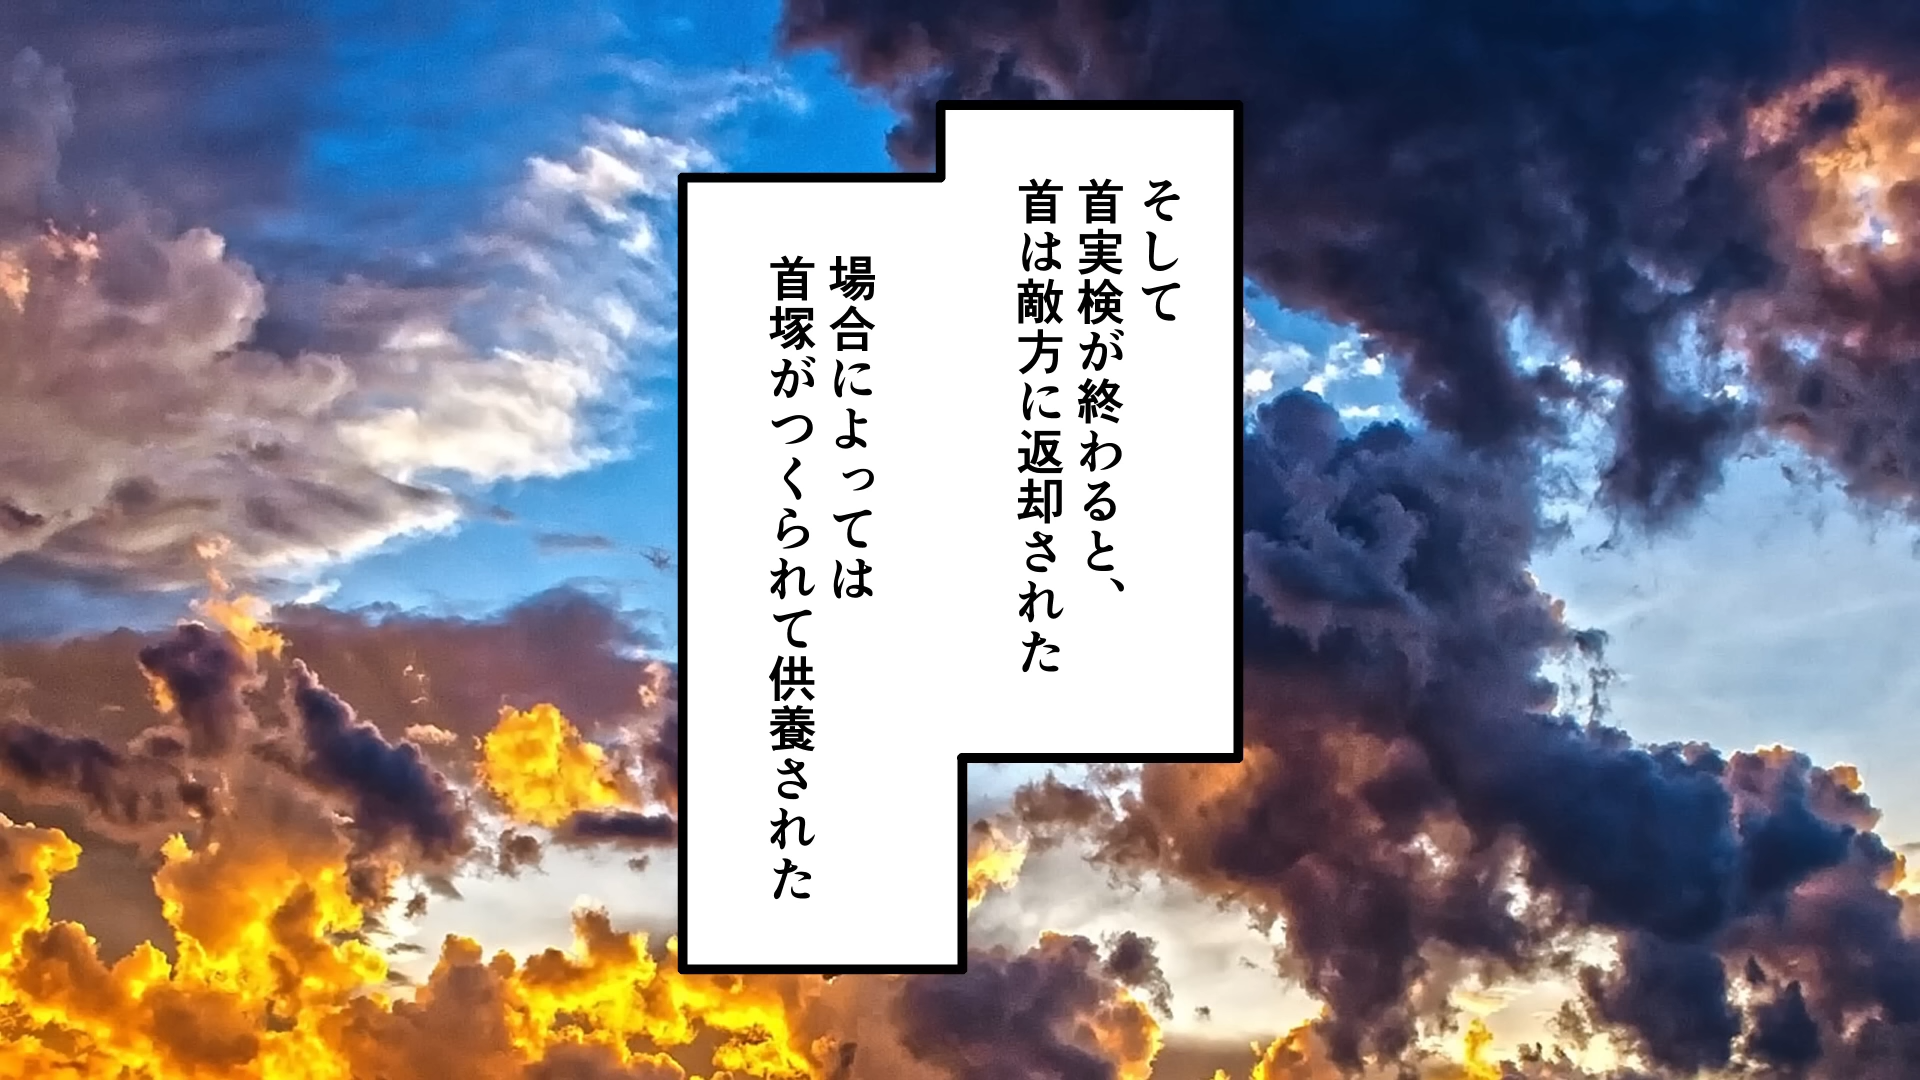 そして
首実検が終わると、
首は敵方に返却された
場合によっては
首塚がつくられて供養された